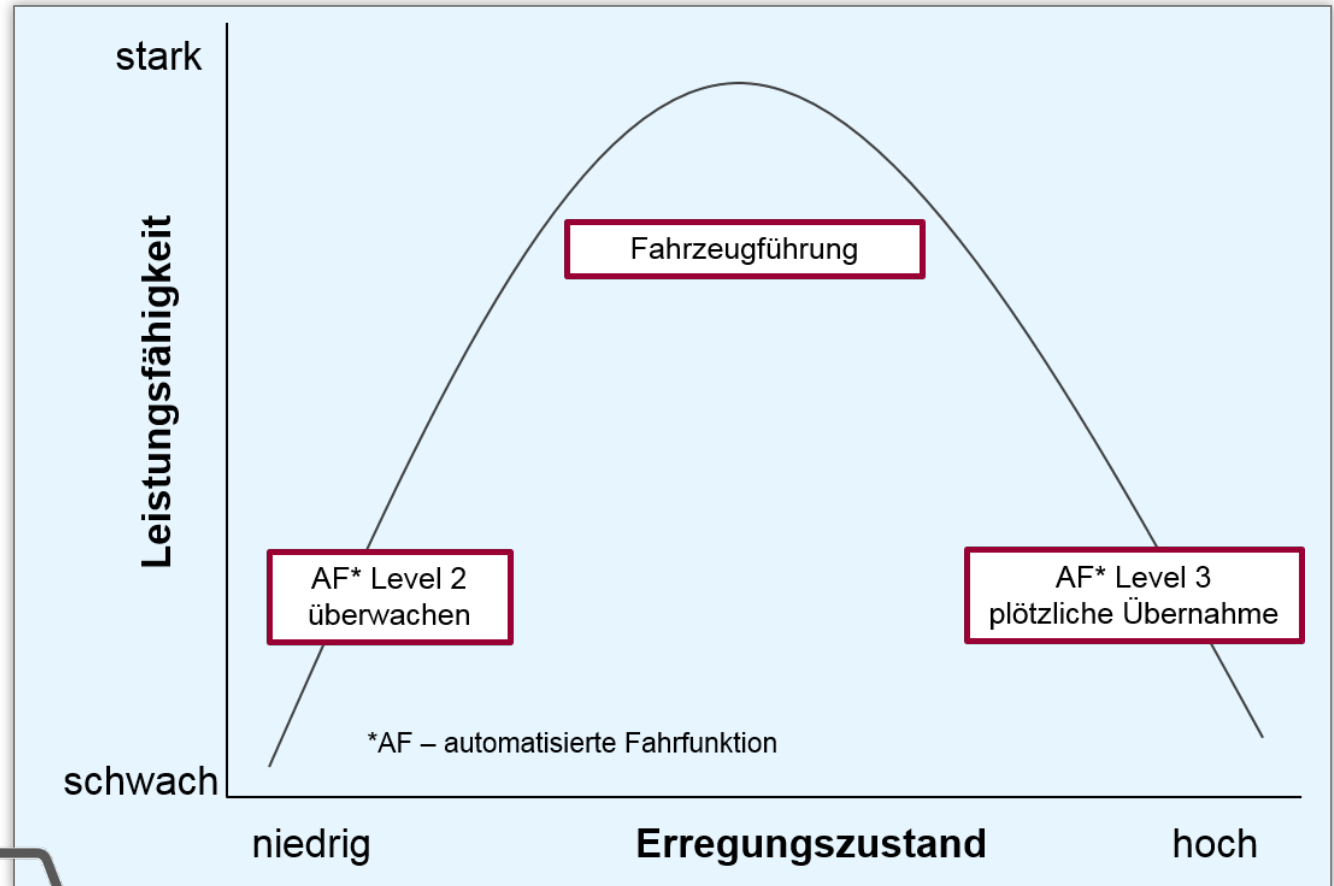 stark
Leistungsfähigkeit
Fahrzeugführung
AF* Level 2
überwachen
AF* Level 3
plötzliche Übernahme
*AF – automatisierte Fahrfunktion
schwach
niedrig
Erregungszustand
hoch